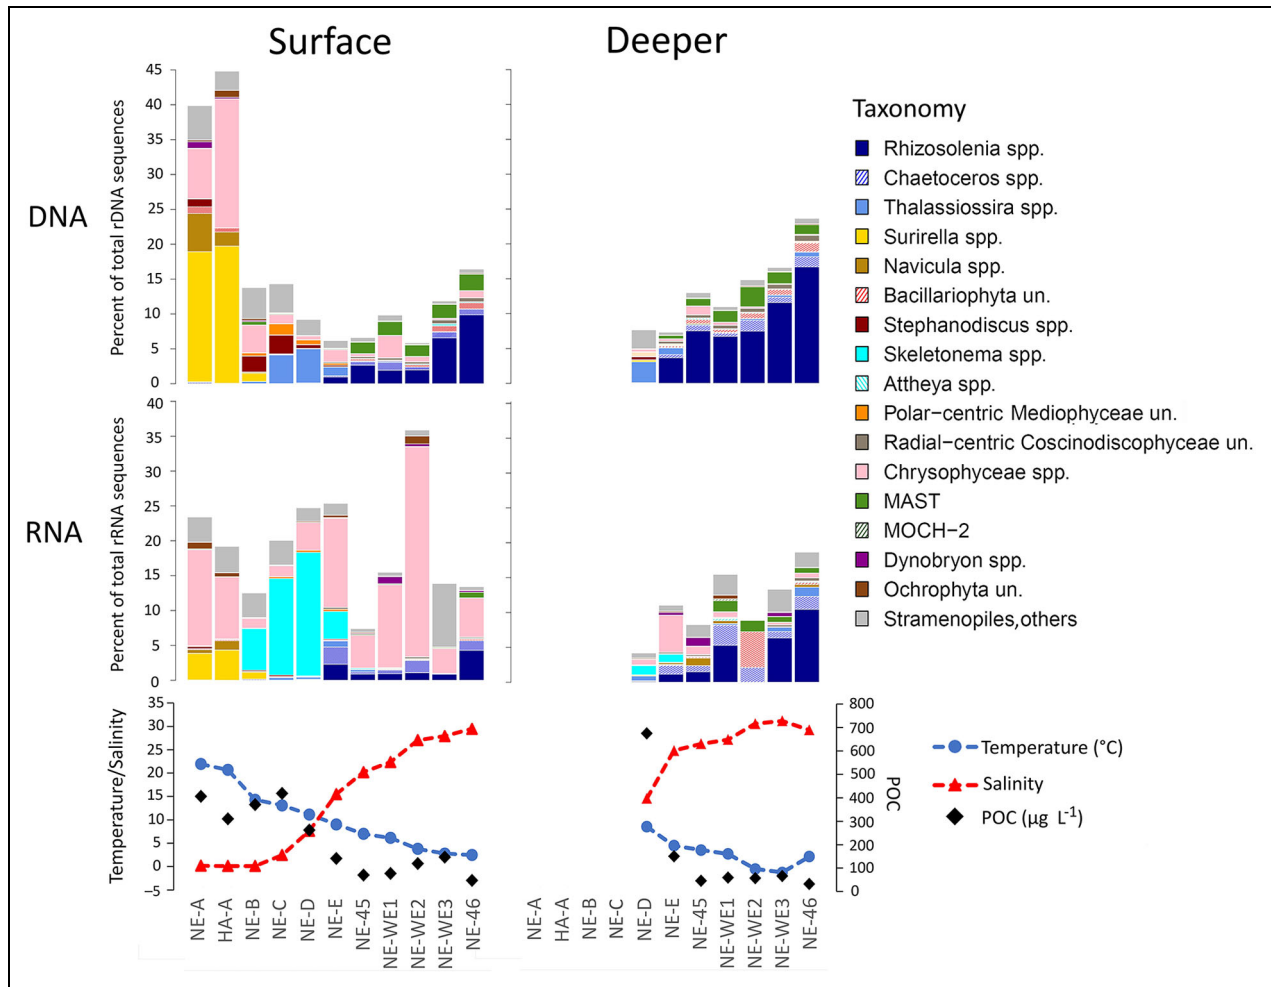 Surface
Deeper
DNA
Percent of total rDNA sequences
45
40
35
30
25
20
15
10
5
0
RNA
Percent of total rRNA sequences
40
35
30
25
20
15
10
5
0
Temperature/Salinity
35
30
25
20
15
10
5
0
−5
800
700
600
500
400
300
200
100
0
POC
NE-A
HA-A
NE-B
NE-C
NE-D
NE-E
NE-45
NE-WE1
NE-WE2
NE-WE3
NE-46
NE-A
HA-A
NE-B
NE-C
NE-D
NE-E
NE-45
NE-WE1
NE-WE2
NE-WE3
NE-46
Taxonomy
Rhizosolenia spp.
Chaetoceros spp.
Thalassiossira spp.
Surirella spp.
Navicula spp.
Bacillariophyta un.
Stephanodiscus spp.
Skeletonema spp.
Attheya spp.
Polar−centric Mediophyceae un.
Radial−centric Coscinodiscophyceae un.
Chrysophyceae spp.
MAST
MOCH−2
Dynobryon spp.
Ochrophyta un.
Stramenopiles,others
Temperature (°C)
Salinity
POC (µg L⁻¹)